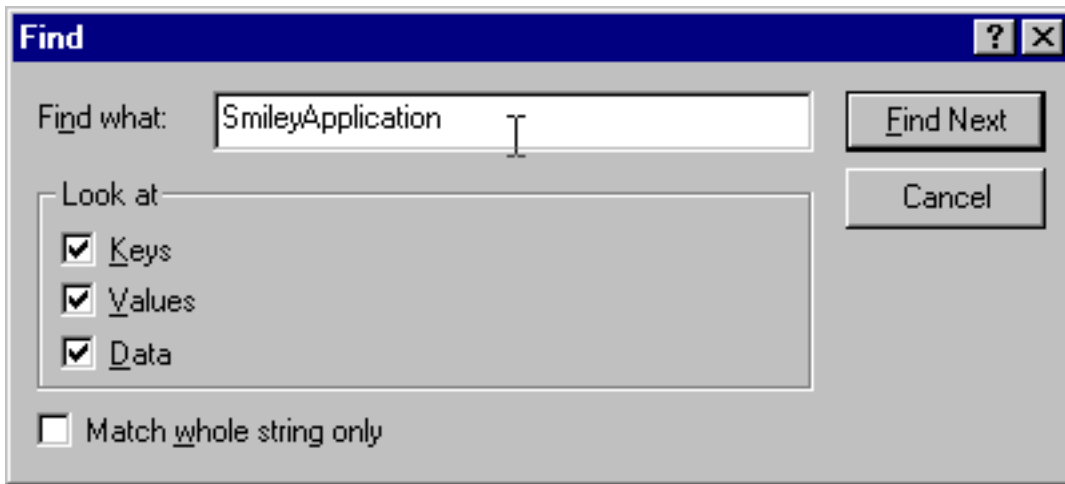 Find
Find what: SmileyApplication
Find Next
Look at
Cancel
Keys
Values
Data
Match whole string only